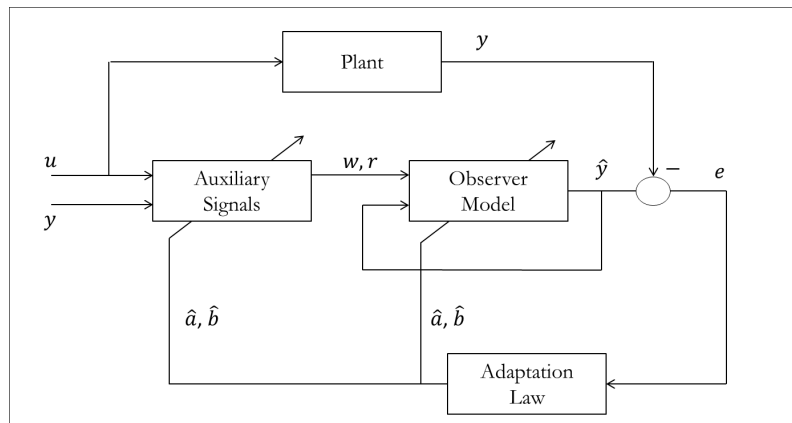 y
Plant
u
w, r
ŷ
−
e
Auxiliary
Signals
Observer
Model
y
â, b̂
â, b̂
Adaptation
Law